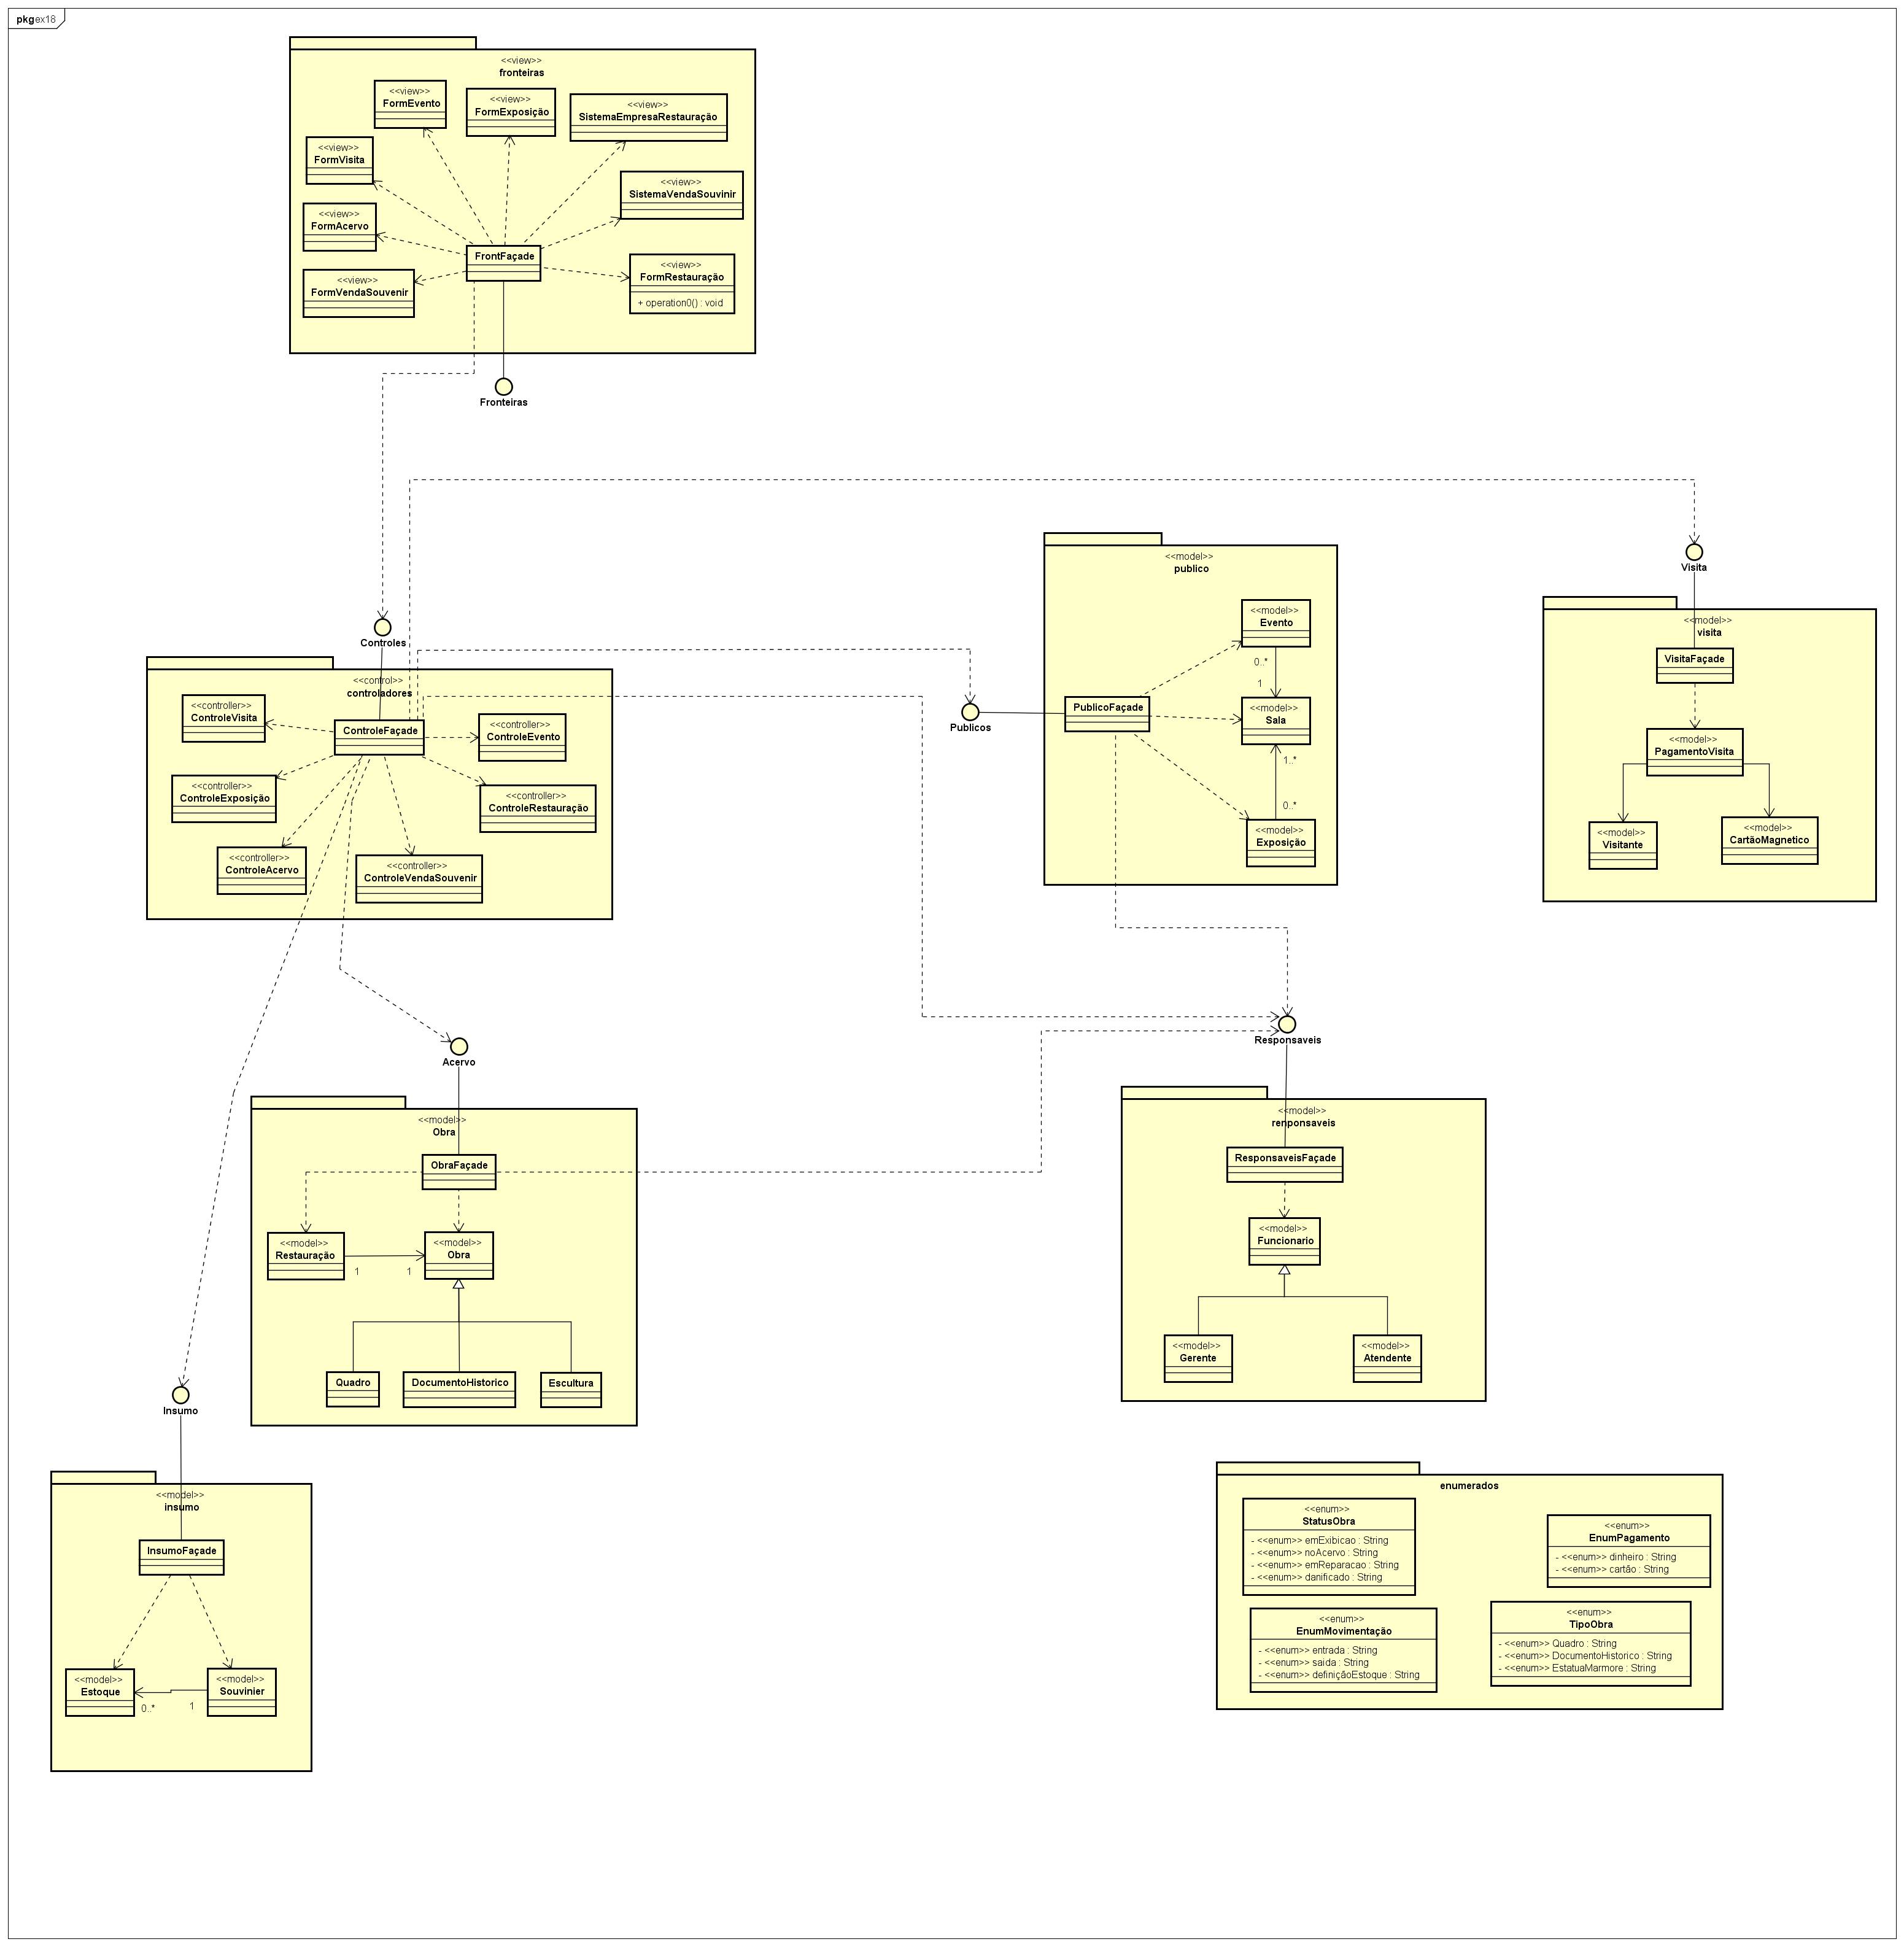 pkg ex18
<<view>>
fronteiras
<<view>>
FormEvento
<<view>>
FormExposição
<<view>>
SistemaEmpresaRestauração
<<view>>
FormVisita
<<view>>
SistemaVendaSouvinir
<<view>>
FormAcervo
FrontFaçade
<<view>>
FormRestauração
+ operation0() : void
<<view>>
FormVendaSouvenir
Fronteiras
Controles
<<control>>
controladores
<<controller>>
ControleVisita
ControleFaçade
<<controller>>
ControleEvento
<<controller>>
ControleExposição
<<controller>>
ControleRestauração
<<controller>>
ControleAcervo
<<controller>>
ControleVendaSouvenir
Publicos
<<model>>
publico
<<model>>
Evento
0..*
1
PublicoFaçade
<<model>>
Sala
1..*
0..*
<<model>>
Exposição
Visita
<<model>>
visita
VisitaFaçade
<<model>>
PagamentoVisita
<<model>>
Visitante
<<model>>
CartãoMagnetico
Acervo
<<model>>
Obra
ObraFaçade
<<model>>
Restauração
1
1
<<model>>
Obra
Quadro
DocumentoHistorico
Escultura
Responsaveis
<<model>>
renponsaveis
ResponsaveisFaçade
<<model>>
Funcionario
<<model>>
Gerente
<<model>>
Atendente
Insumo
<<model>>
insumo
InsumoFaçade
<<model>>
Estoque
0..*
1
<<model>>
Souvinier
enumerados
<<enum>>
StatusObra
- <<enum>> emExibicao : String
- <<enum>> noAcervo : String
- <<enum>> emReparacao : String
- <<enum>> danificado : String
<<enum>>
EnumPagamento
- <<enum>> dinheiro : String
- <<enum>> cartão : String
<<enum>>
EnumMovimentação
- <<enum>> entrada : String
- <<enum>> saida : String
- <<enum>> definiçãoEstoque : String
<<enum>>
TipoObra
- <<enum>> Quadro : String
- <<enum>> DocumentoHistorico : String
- <<enum>> EstatuaMarmore : String